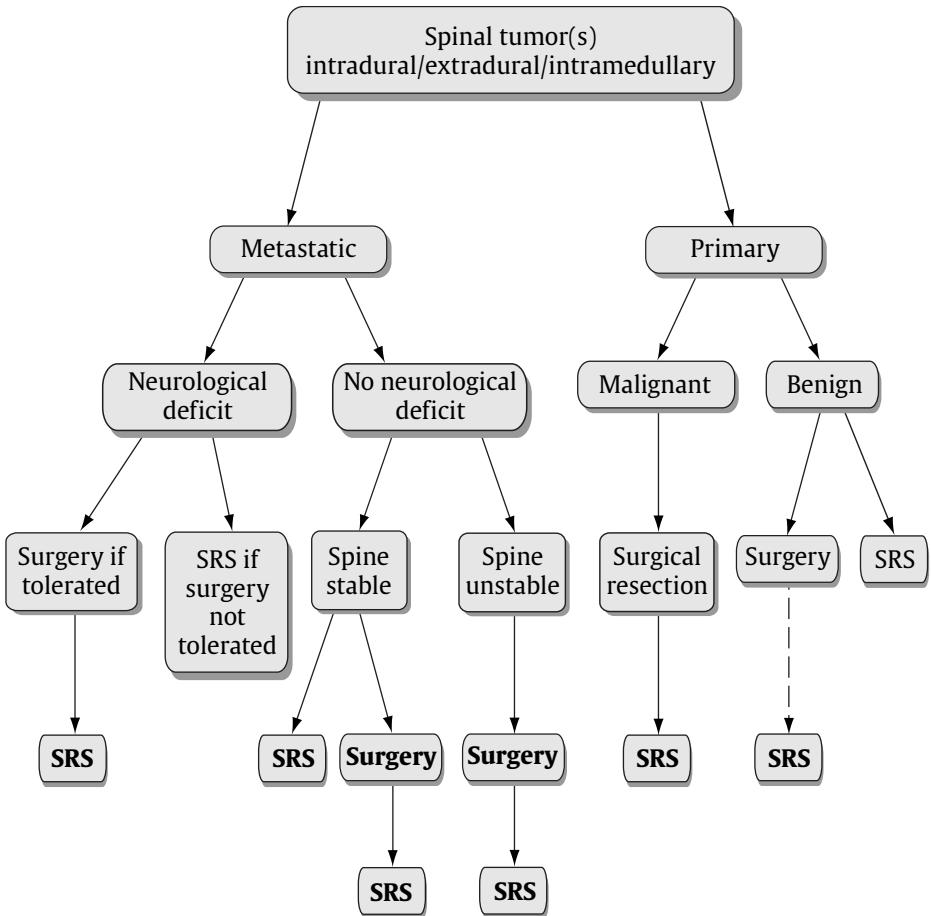 Spinal tumor(s)
intradural/extradural/intramedullary
Metastatic
Primary
Neurological
deficit
No neurological
deficit
Malignant
Benign
Surgery if
tolerated
SRS if
surgery
not
tolerated
Spine
stable
Spine
unstable
Surgical
resection
Surgery
SRS
SRS
SRS
Surgery
Surgery
SRS
SRS
SRS
SRS